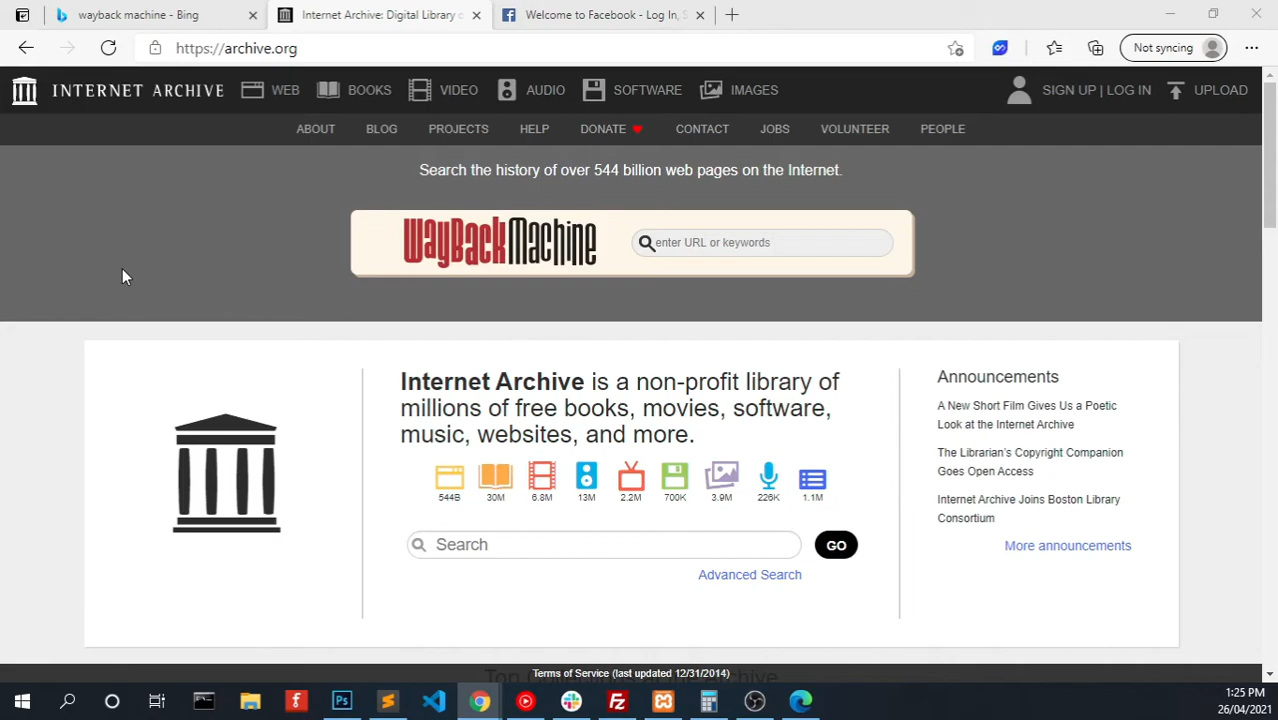 wayback machine - Bing
Internet Archive: Digital Library o
Welcome to Facebook - Log In, S
https://archive.org
Not syncing
INTERNET ARCHIVE
WEB
BOOKS
VIDEO
AUDIO
SOFTWARE
IMAGES
SIGN UP | LOG IN
UPLOAD
ABOUT
BLOG
PROJECTS
HELP
DONATE
CONTACT
JOBS
VOLUNTEER
PEOPLE
Search the history of over 544 billion web pages on the Internet.
WayBackMachine
enter URL or keywords
Internet Archive is a non-profit library of
millions of free books, movies, software,
music, websites, and more.
544B
30M
6.8M
13M
2.2M
700K
3.9M
226K
1.1M
Search
GO
Advanced Search
Announcements
A New Short Film Gives Us a Poetic
Look at the Internet Archive
The Librarian's Copyright Companion
Goes Open Access
Internet Archive Joins Boston Library
Consortium
More announcements
Terms of Service (last updated 12/31/2014)
Ps
Fz
1:25 PM
26/04/2021